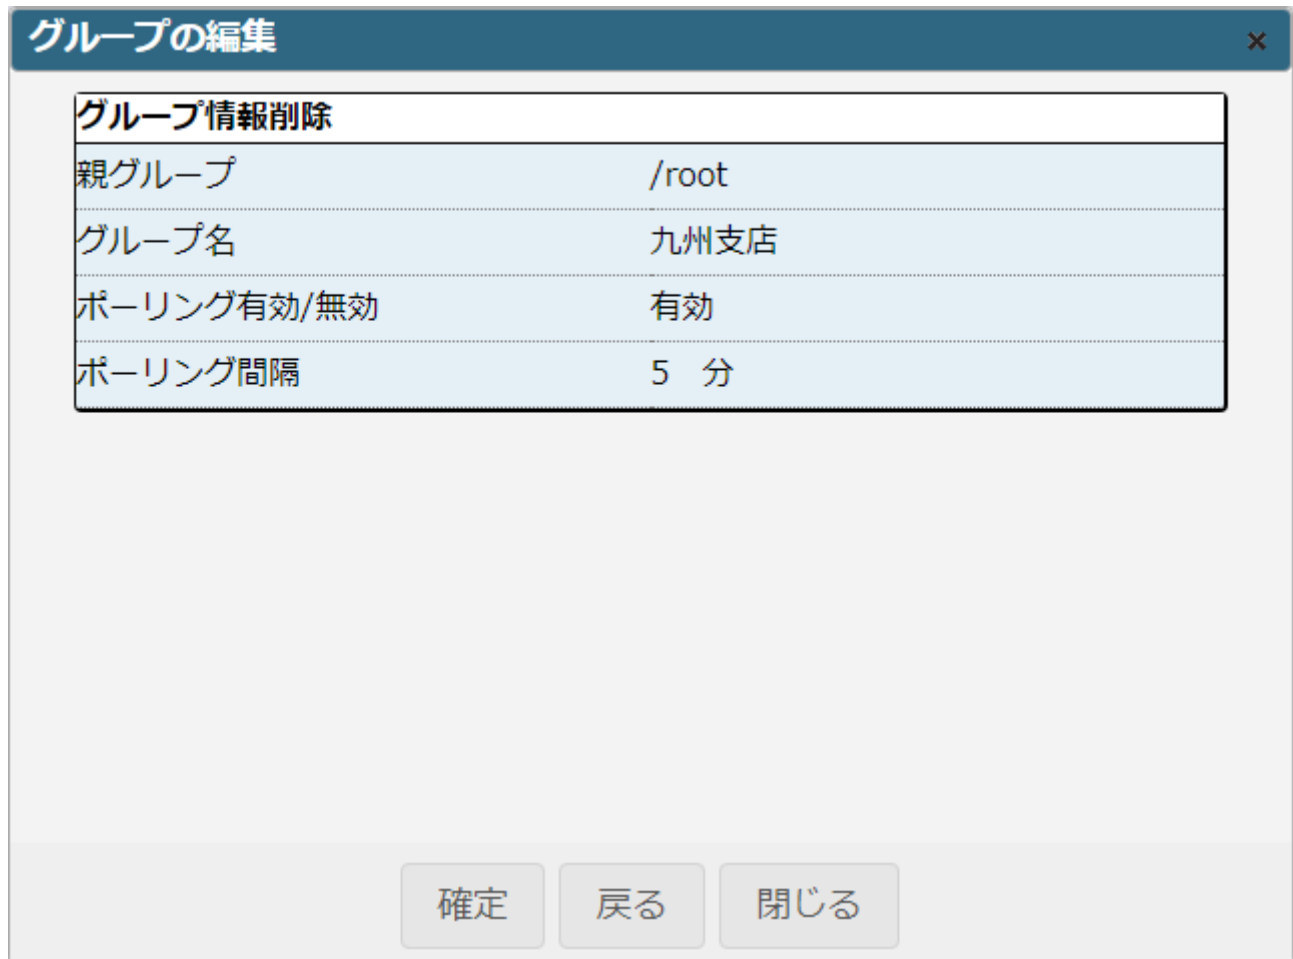 グループの編集 ×
グループ情報削除
親グループ /root
グループ名 九州支店
ポーリング有効/無効 有効
ポーリング間隔 5 分
確定 戻る 閉じる